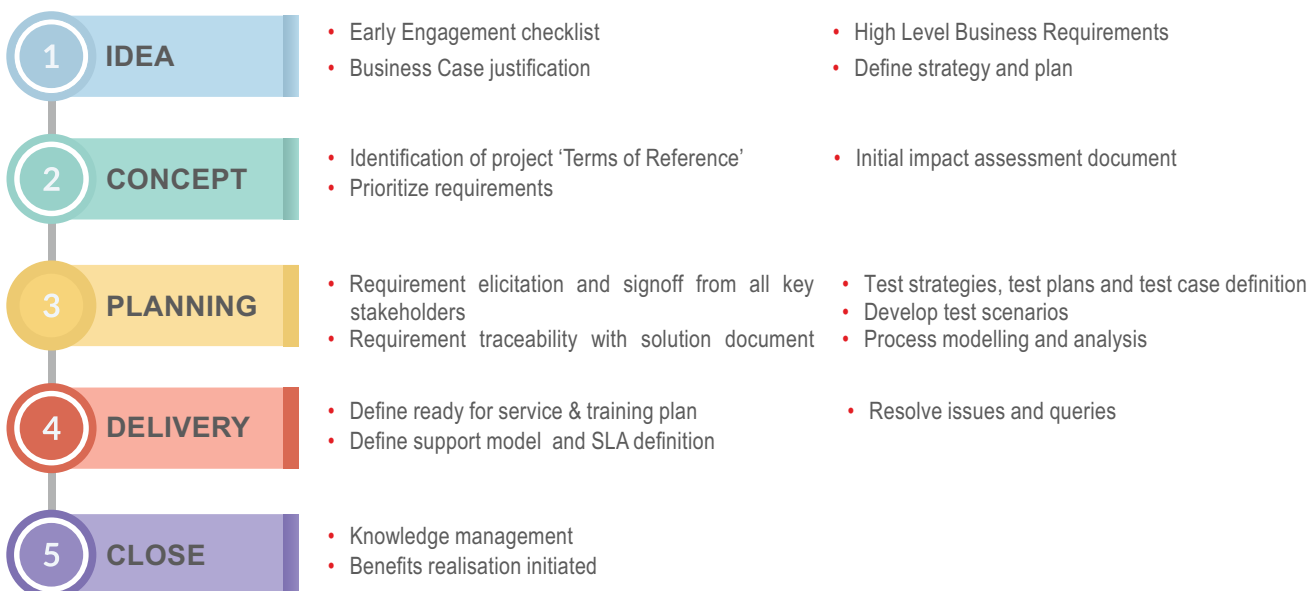 1
IDEA
• Early Engagement checklist
• Business Case justification
• High Level Business Requirements
• Define strategy and plan
2
CONCEPT
• Identification of project ‘Terms of Reference’
• Prioritize requirements
• Initial impact assessment document
3
PLANNING
• Requirement elicitation and signoff from all key
stakeholders
• Requirement traceability with solution document
• Test strategies, test plans and test case definition
• Develop test scenarios
• Process modelling and analysis
4
DELIVERY
• Define ready for service & training plan
• Define support model and SLA definition
• Resolve issues and queries
5
CLOSE
• Knowledge management
• Benefits realisation initiated